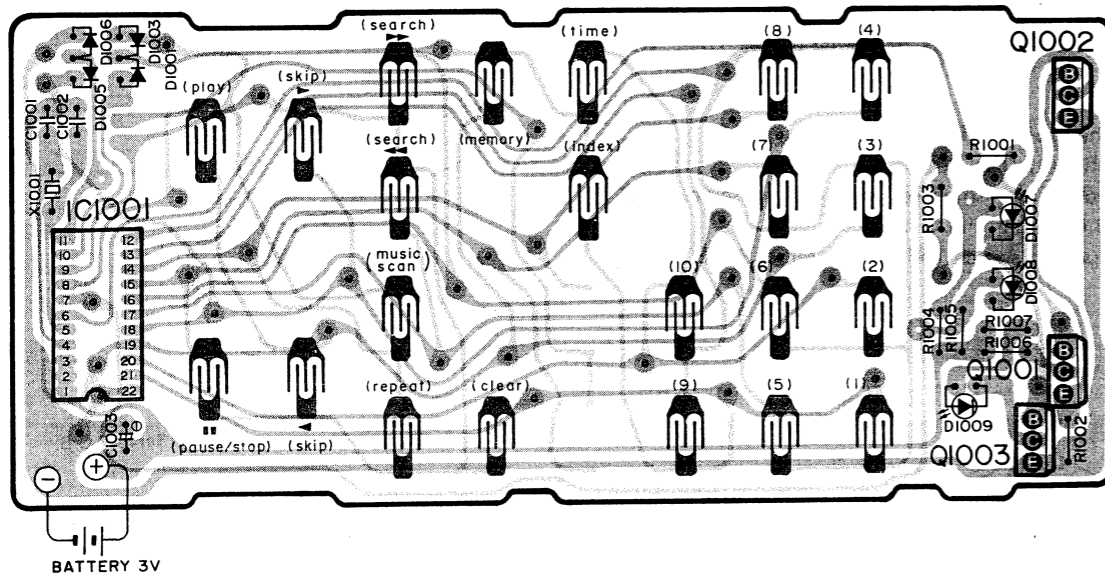 (search)
(time)
(8)
(4)
Q1002
B
C
E
D1006
D1003
D1001
D1005
C1001
C1002
X1001
(play)
(skip)
(search)
(memory)
(index)
(7)
(3)
R1001
R1003
D1007
IC1001
11 12
10 13
9 14
8 15
7 16
6 17
5 18
4 19
3 20
2 21
1 22
(music
scan)
(10)
(6)
(2)
D1008
R1004
R1005
R1007
R1006
Q1001
B
C
E
(repeat)
(clear)
(9)
(5)
(1)
D1009
C1003
(pause/stop)
(skip)
Q1003
B
C
E
R1002
BATTERY 3V